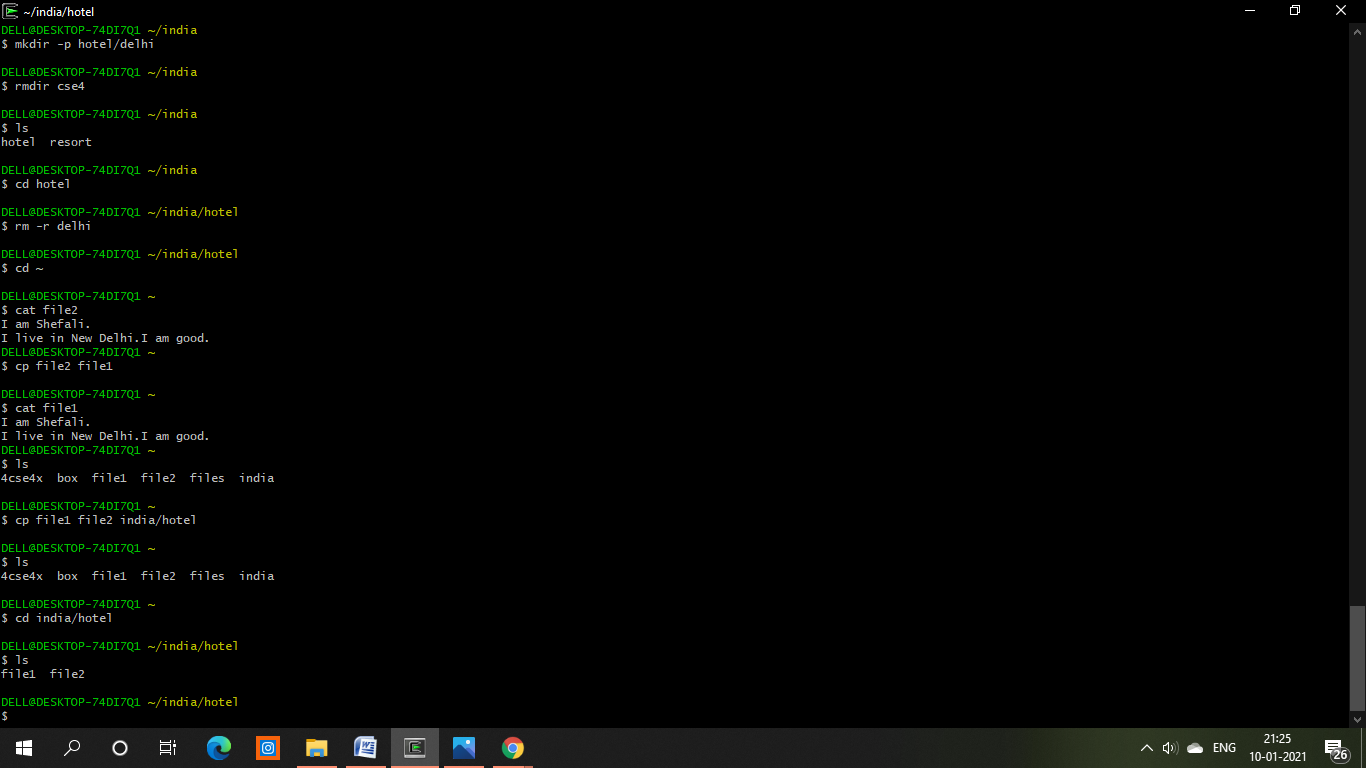 ~/india/hotel
DELL@DESKTOP-74DI7Q1 ~/india
$ mkdir -p hotel/delhi
DELL@DESKTOP-74DI7Q1 ~/india
$ rmdir cse4
DELL@DESKTOP-74DI7Q1 ~/india
$ ls
hotel  resort
DELL@DESKTOP-74DI7Q1 ~/india
$ cd hotel
DELL@DESKTOP-74DI7Q1 ~/india/hotel
$ rm -r delhi
DELL@DESKTOP-74DI7Q1 ~/india/hotel
$ cd ~
DELL@DESKTOP-74DI7Q1 ~
$ cat file2
I am Shefali.
I live in New Delhi.I am good.
DELL@DESKTOP-74DI7Q1 ~
$ cp file2 file1
DELL@DESKTOP-74DI7Q1 ~
$ cat file1
I am Shefali.
I live in New Delhi.I am good.
DELL@DESKTOP-74DI7Q1 ~
$ ls
4cse4x  box  file1  file2  files  india
DELL@DESKTOP-74DI7Q1 ~
$ cp file1 file2 india/hotel
DELL@DESKTOP-74DI7Q1 ~
$ ls
4cse4x  box  file1  file2  files  india
DELL@DESKTOP-74DI7Q1 ~
$ cd india/hotel
DELL@DESKTOP-74DI7Q1 ~/india/hotel
$ ls
file1  file2
DELL@DESKTOP-74DI7Q1 ~/india/hotel
$
ENG
21:25
10-01-2021
26